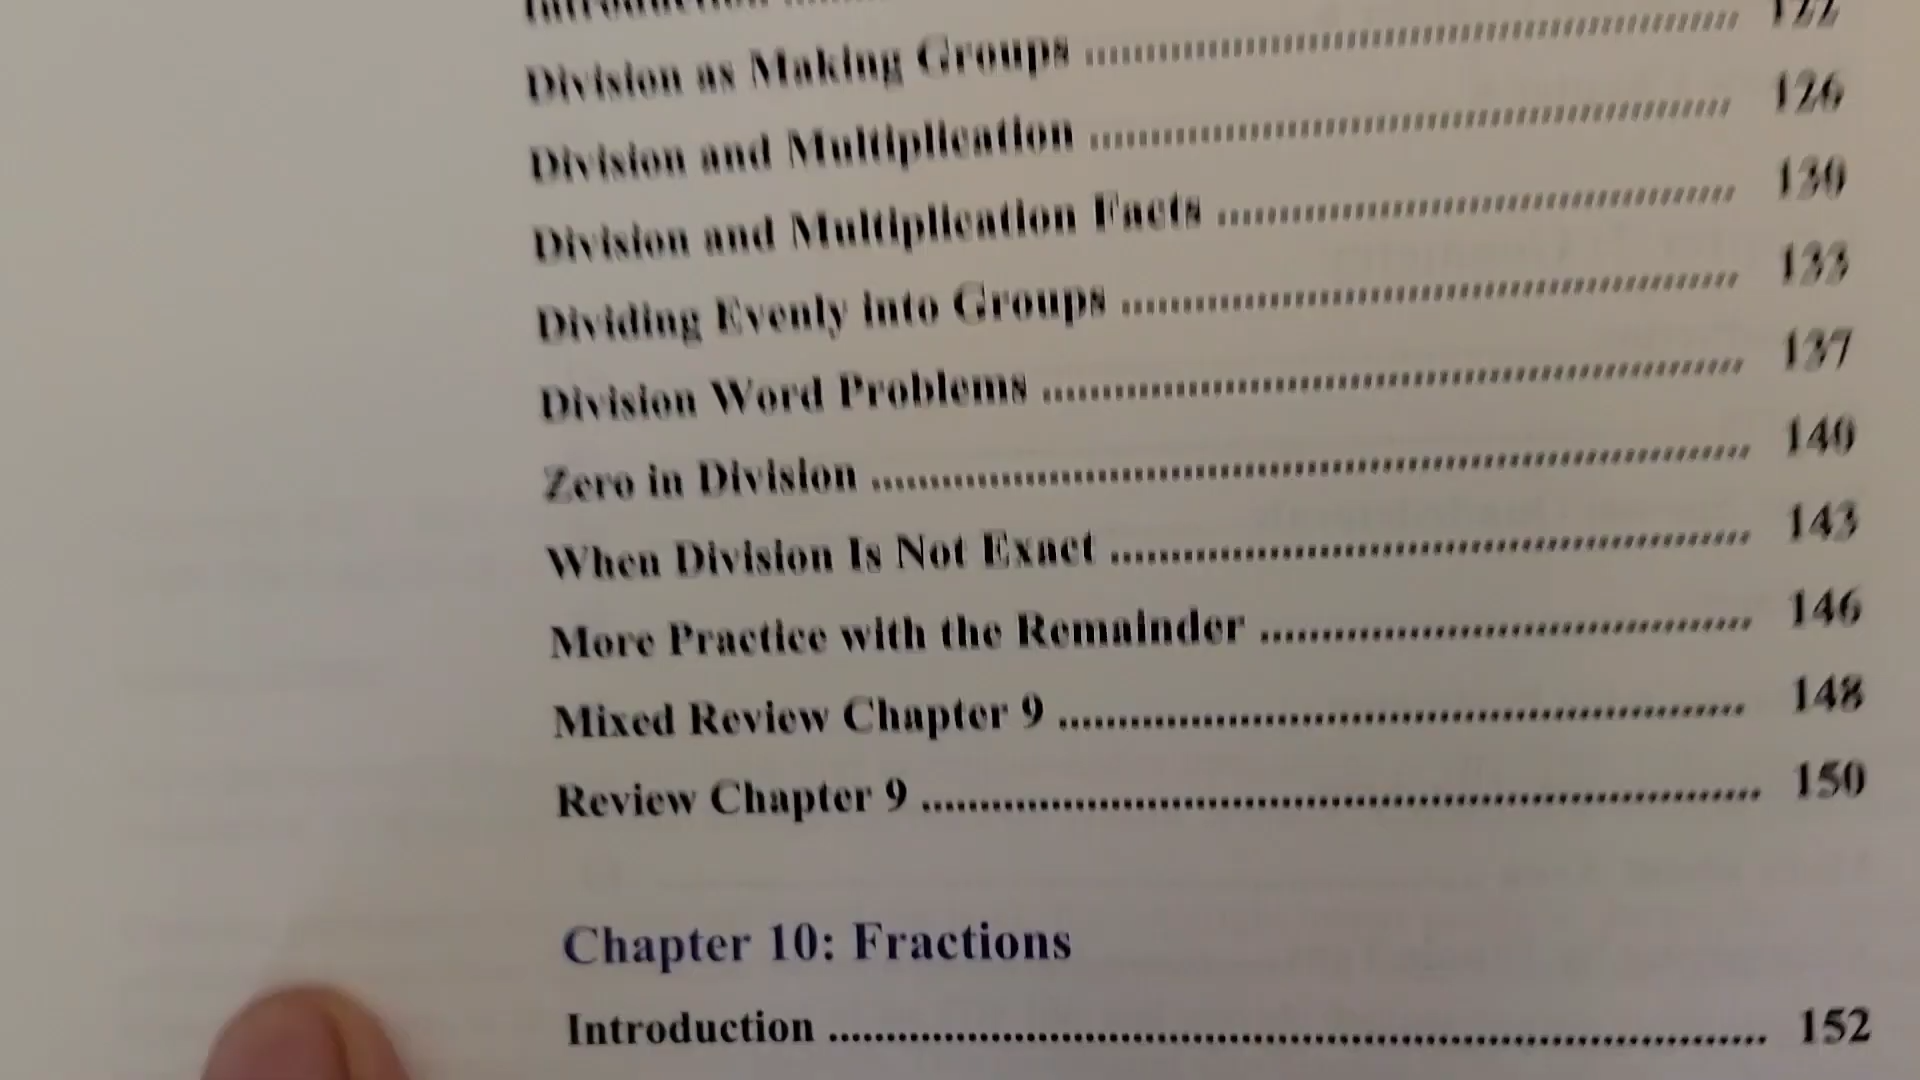 Introduction
Division as Making Groups ........ 122
Division and Multiplication ........ 126
Division and Multiplication Facts ........ 130
Dividing Evenly into Groups ........ 133
Division Word Problems ........ 137
Zero in Division ........ 140
When Division Is Not Exact ........ 143
More Practice with the Remainder ........ 146
Mixed Review Chapter 9 ........ 148
Review Chapter 9 ........ 150
Chapter 10: Fractions
Introduction ........ 152